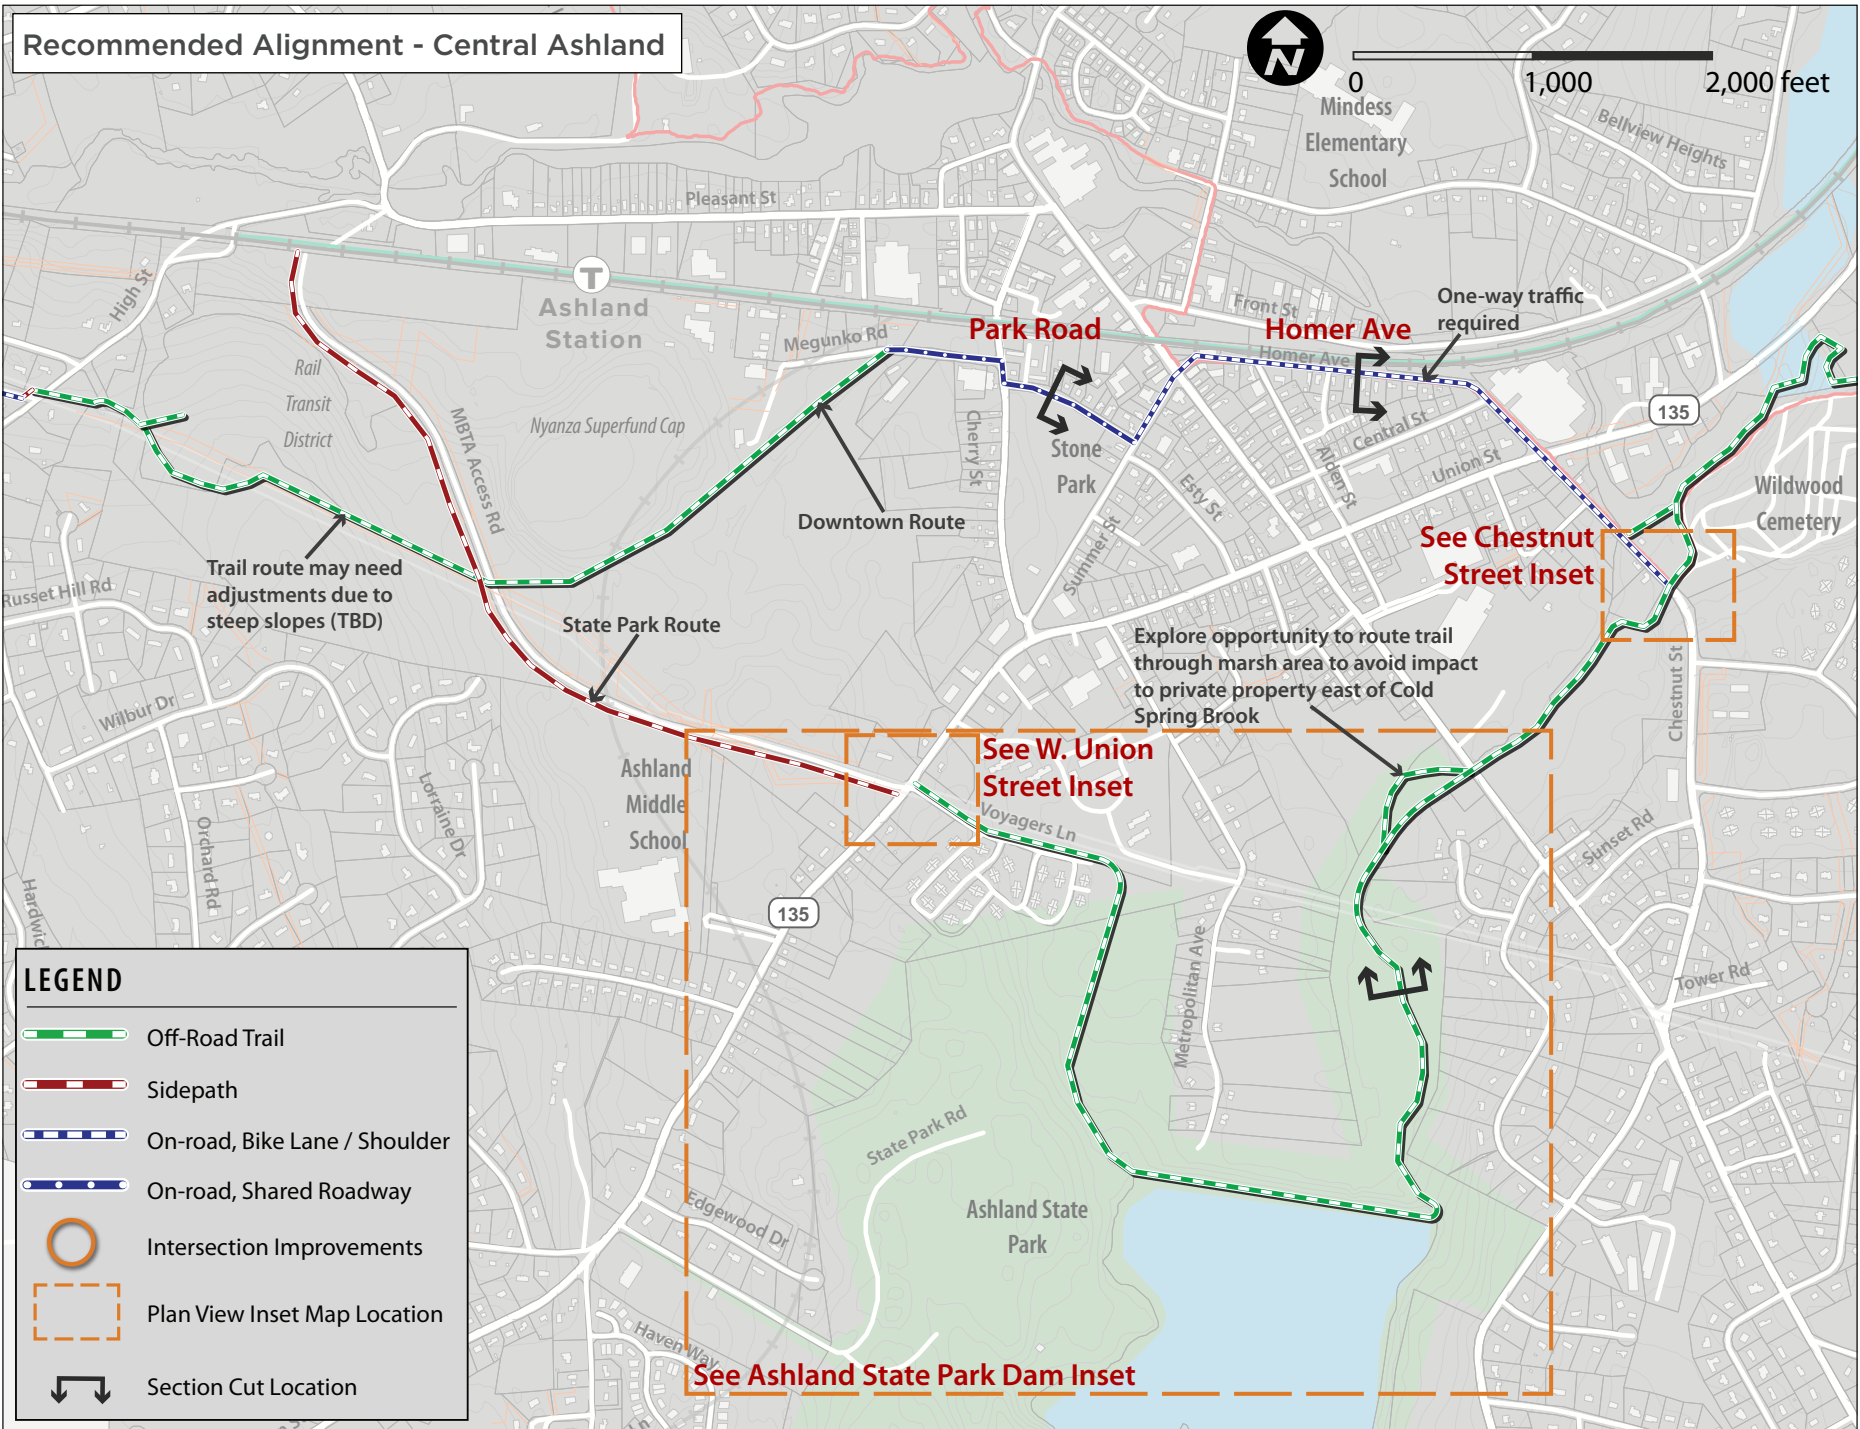 Recommended Alignment - Central Ashland
N
0
1,000
2,000 feet
Mindess
Elementary
School
Bellview Heights
Pleasant St
High St
T
Ashland
Station
Front St
One-way traffic
required
Park Road
Homer Ave
Megunko Rd
Homer Ave
Rail
Transit
District
MBTA Access Rd
Nyanza Superfund Cap
Cherry St
Stone
Park
Central St
Alden St
Union St
135
Esty St
Wildwood
Cemetery
Downtown Route
Summer St
See Chestnut
Street Inset
Trail route may need
adjustments due to
steep slopes (TBD)
Russet Hill Rd
State Park Route
Explore opportunity to route trail
through marsh area to avoid impact
to private property east of Cold
Spring Brook
Chestnut St
Wilbur Dr
Lorraine Dr
Orchard Rd
Ashland
Middle
School
See W. Union
Street Inset
Voyagers Ln
Sunset Rd
135
Metropolitan Ave
Tower Rd
State Park Rd
Ashland State
Park
Edgewood Dr
Haven Way
See Ashland State Park Dam Inset
LEGEND
Off-Road Trail
Sidepath
On-road, Bike Lane / Shoulder
On-road, Shared Roadway
Intersection Improvements
Plan View Inset Map Location
Section Cut Location
Ln